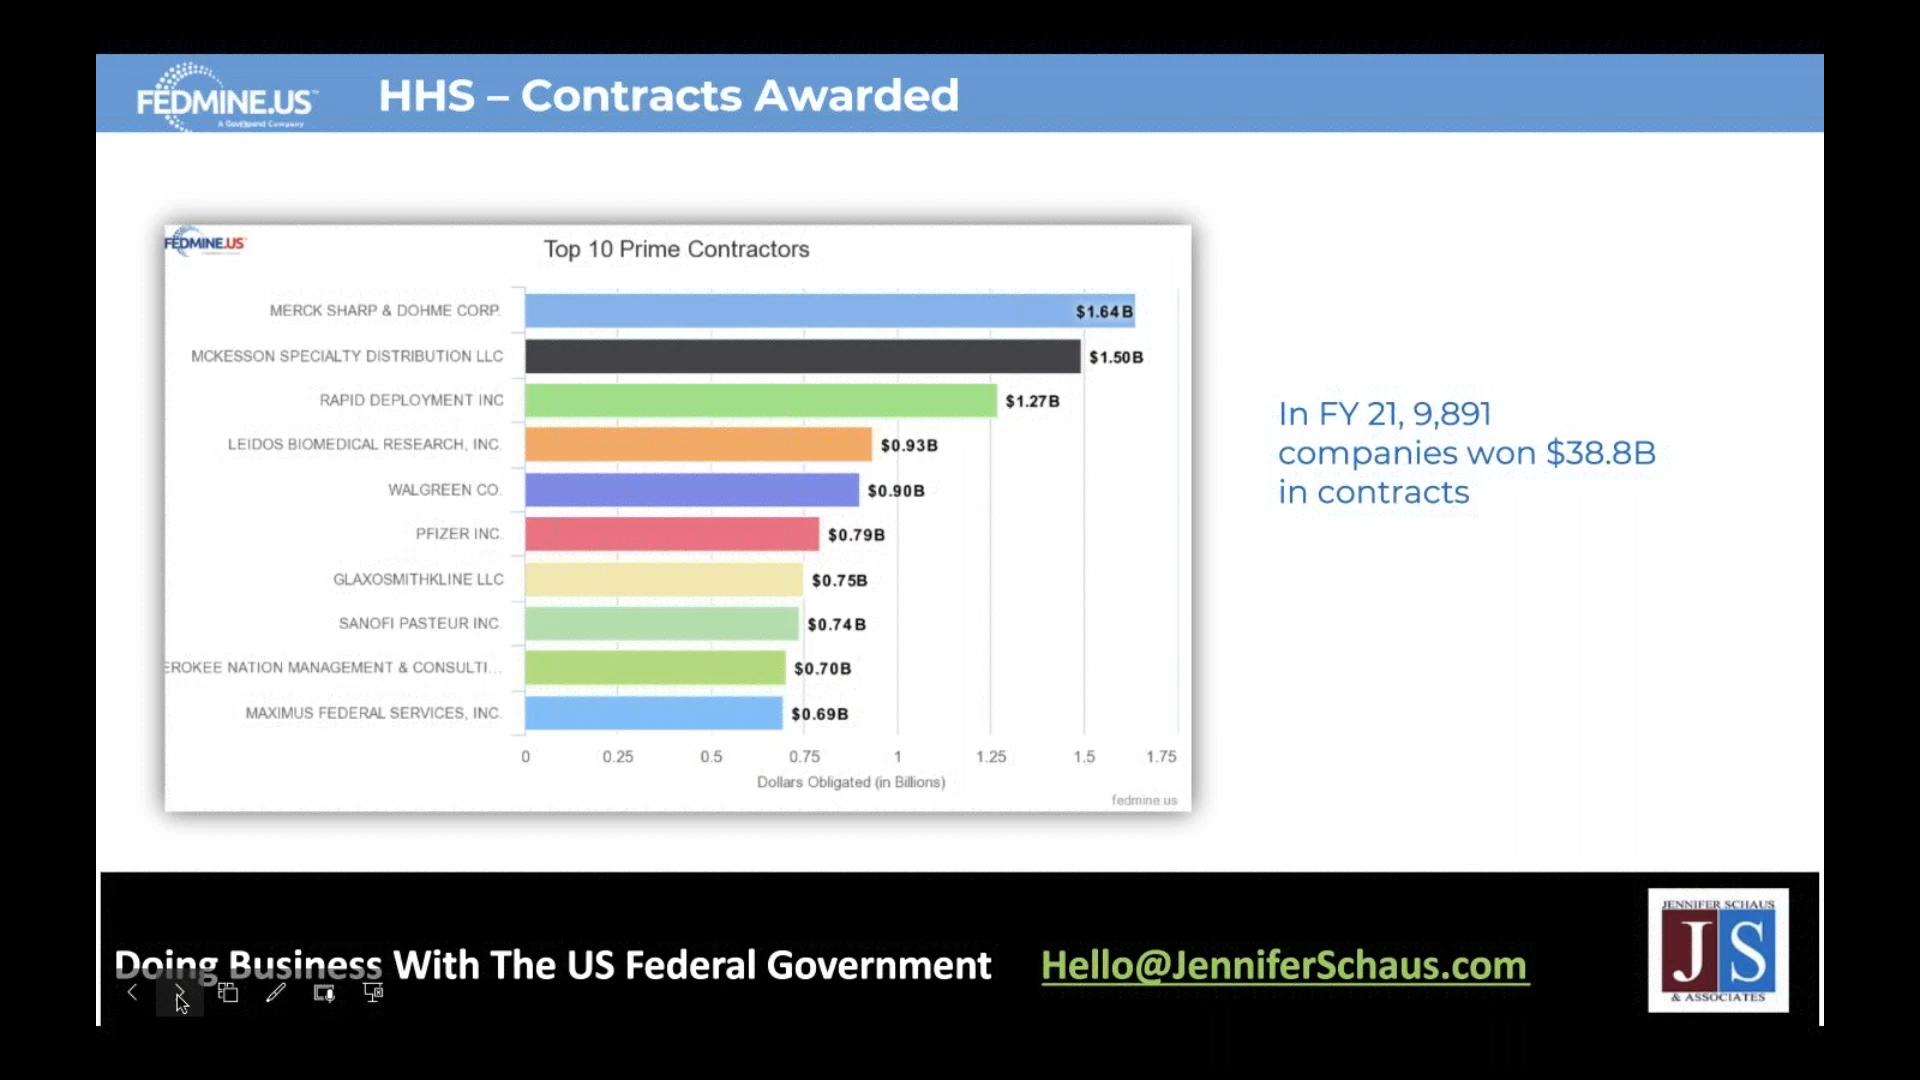 FEDMINE.US™
A GovSpend Company
HHS – Contracts Awarded
FEDMINE.US
Top 10 Prime Contractors
MERCK SHARP & DOHME CORP.
$1.64B
MCKESSON SPECIALTY DISTRIBUTION LLC
$1.50B
RAPID DEPLOYMENT INC
$1.27B
LEIDOS BIOMEDICAL RESEARCH, INC.
$0.93B
WALGREEN CO.
$0.90B
PFIZER INC.
$0.79B
GLAXOSMITHKLINE LLC
$0.75B
SANOFI PASTEUR INC.
$0.74B
EROKEE NATION MANAGEMENT & CONSULTI...
$0.70B
MAXIMUS FEDERAL SERVICES, INC.
$0.69B
0 0.25 0.5 0.75 1 1.25 1.5 1.75
Dollars Obligated (in Billions)
fedmine.us
In FY 21, 9,891
companies won $38.8B
in contracts
Doing Business With The US Federal Government
Hello@JenniferSchaus.com
JENNIFER SCHAUS
JS
& ASSOCIATES